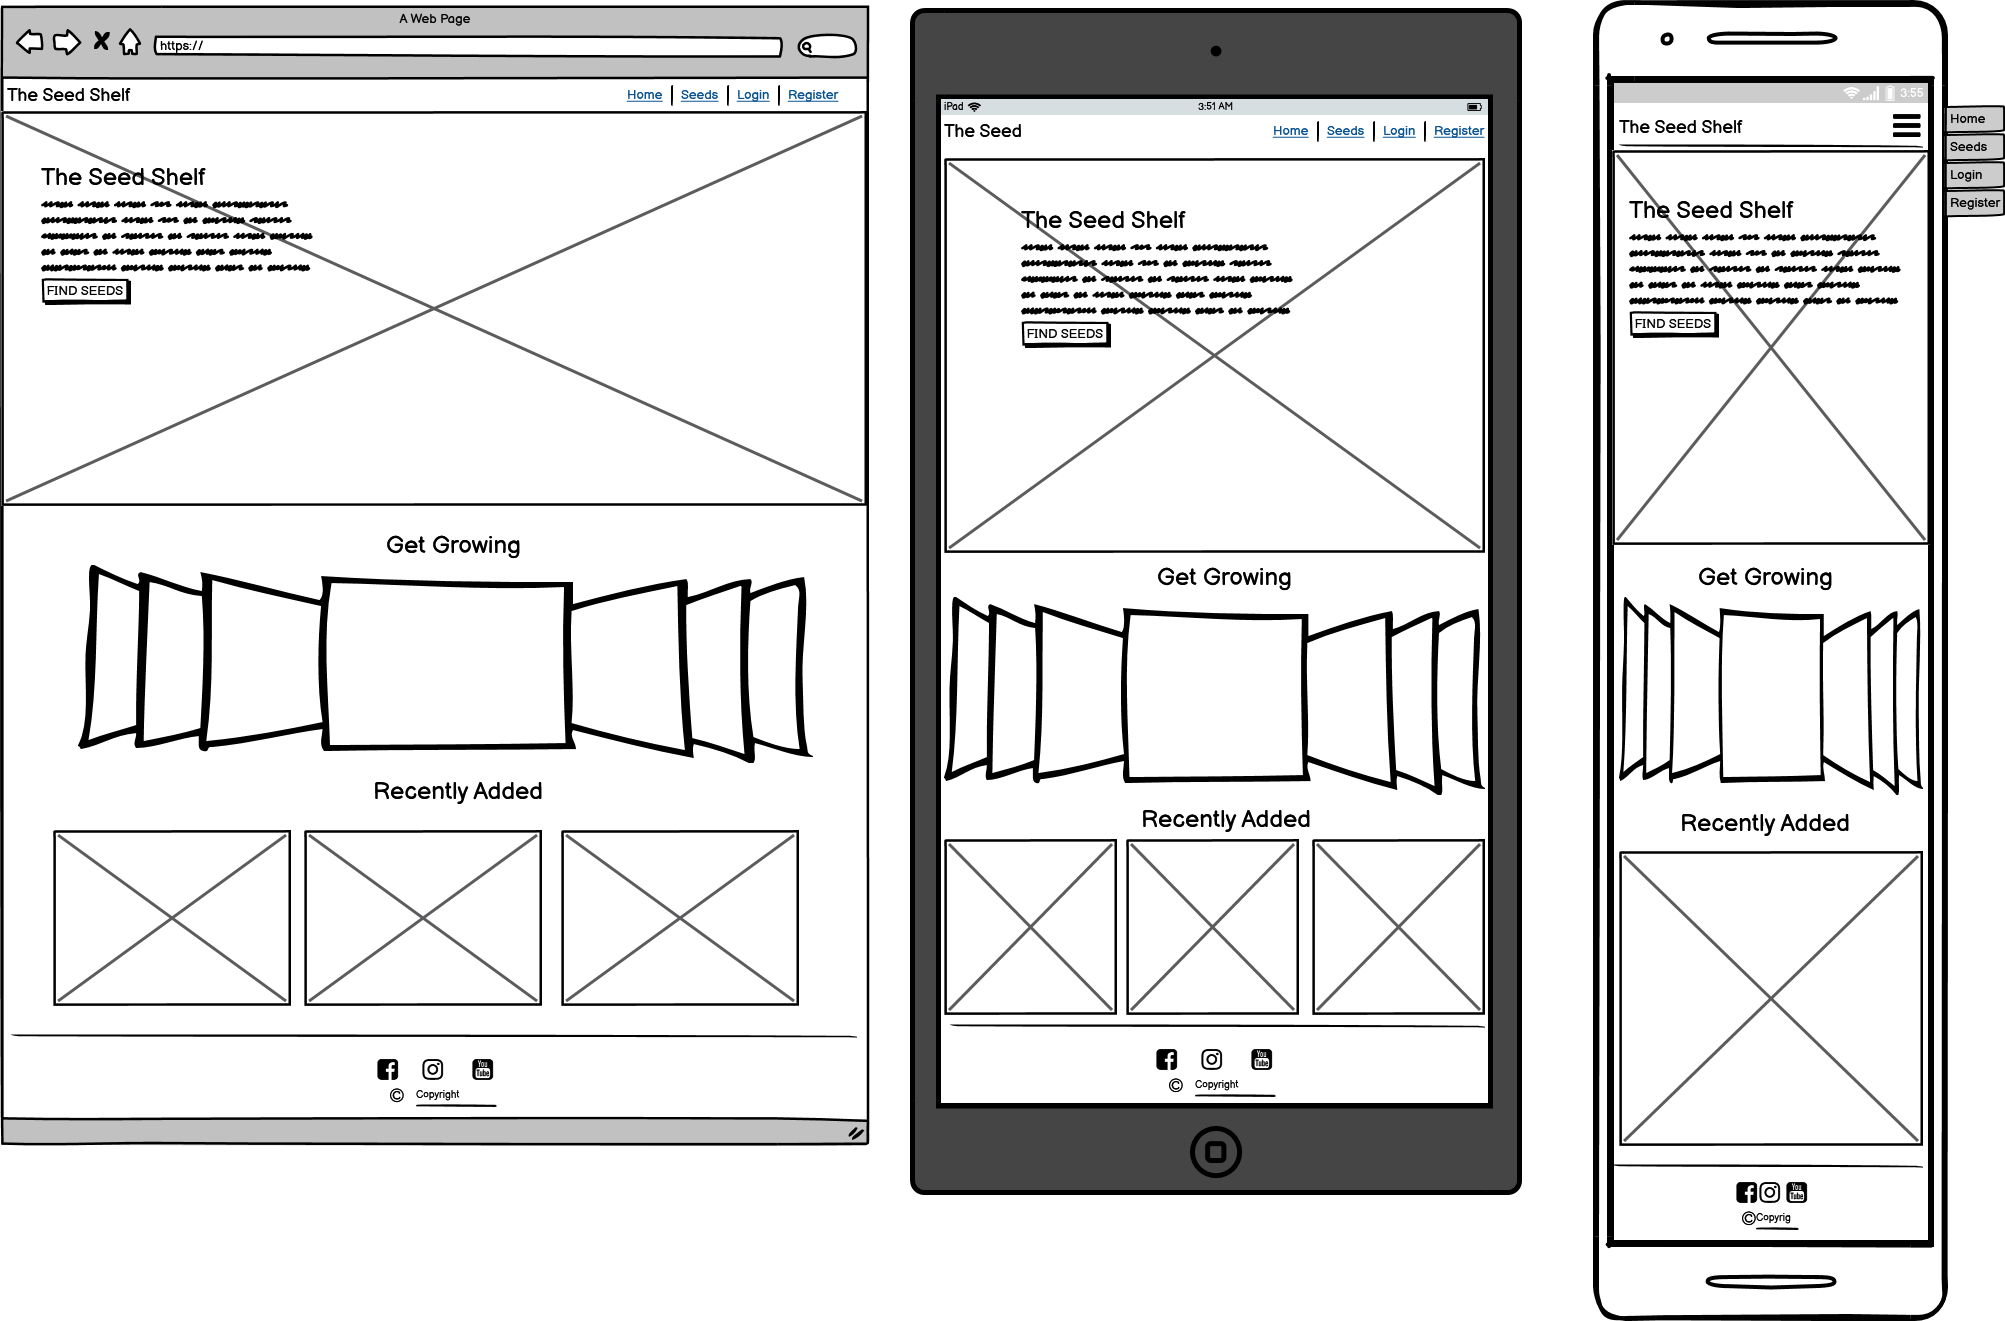 A Web Page
https://
The Seed Shelf
Home Seeds Login Register
The Seed Shelf
FIND SEEDS
Get Growing
Recently Added
You
Tube
© Copyright
iPad 3:51 AM
The Seed
Home Seeds Login Register
The Seed Shelf
FIND SEEDS
Get Growing
Recently Added
You
Tube
© Copyright
3:55
The Seed Shelf
Home
Seeds
Login
Register
The Seed Shelf
FIND SEEDS
Get Growing
Recently Added
You
Tube
©Copyrig